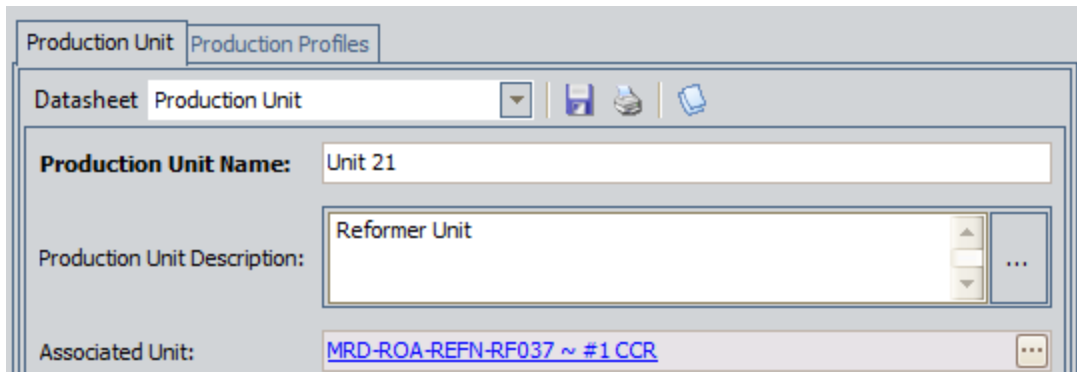 Production Unit Production Profiles
Datasheet Production Unit
Production Unit Name: Unit 21
Production Unit Description: Reformer Unit ...
Associated Unit: MRD-ROA-REFN-RF037 ~ #1 CCR ...